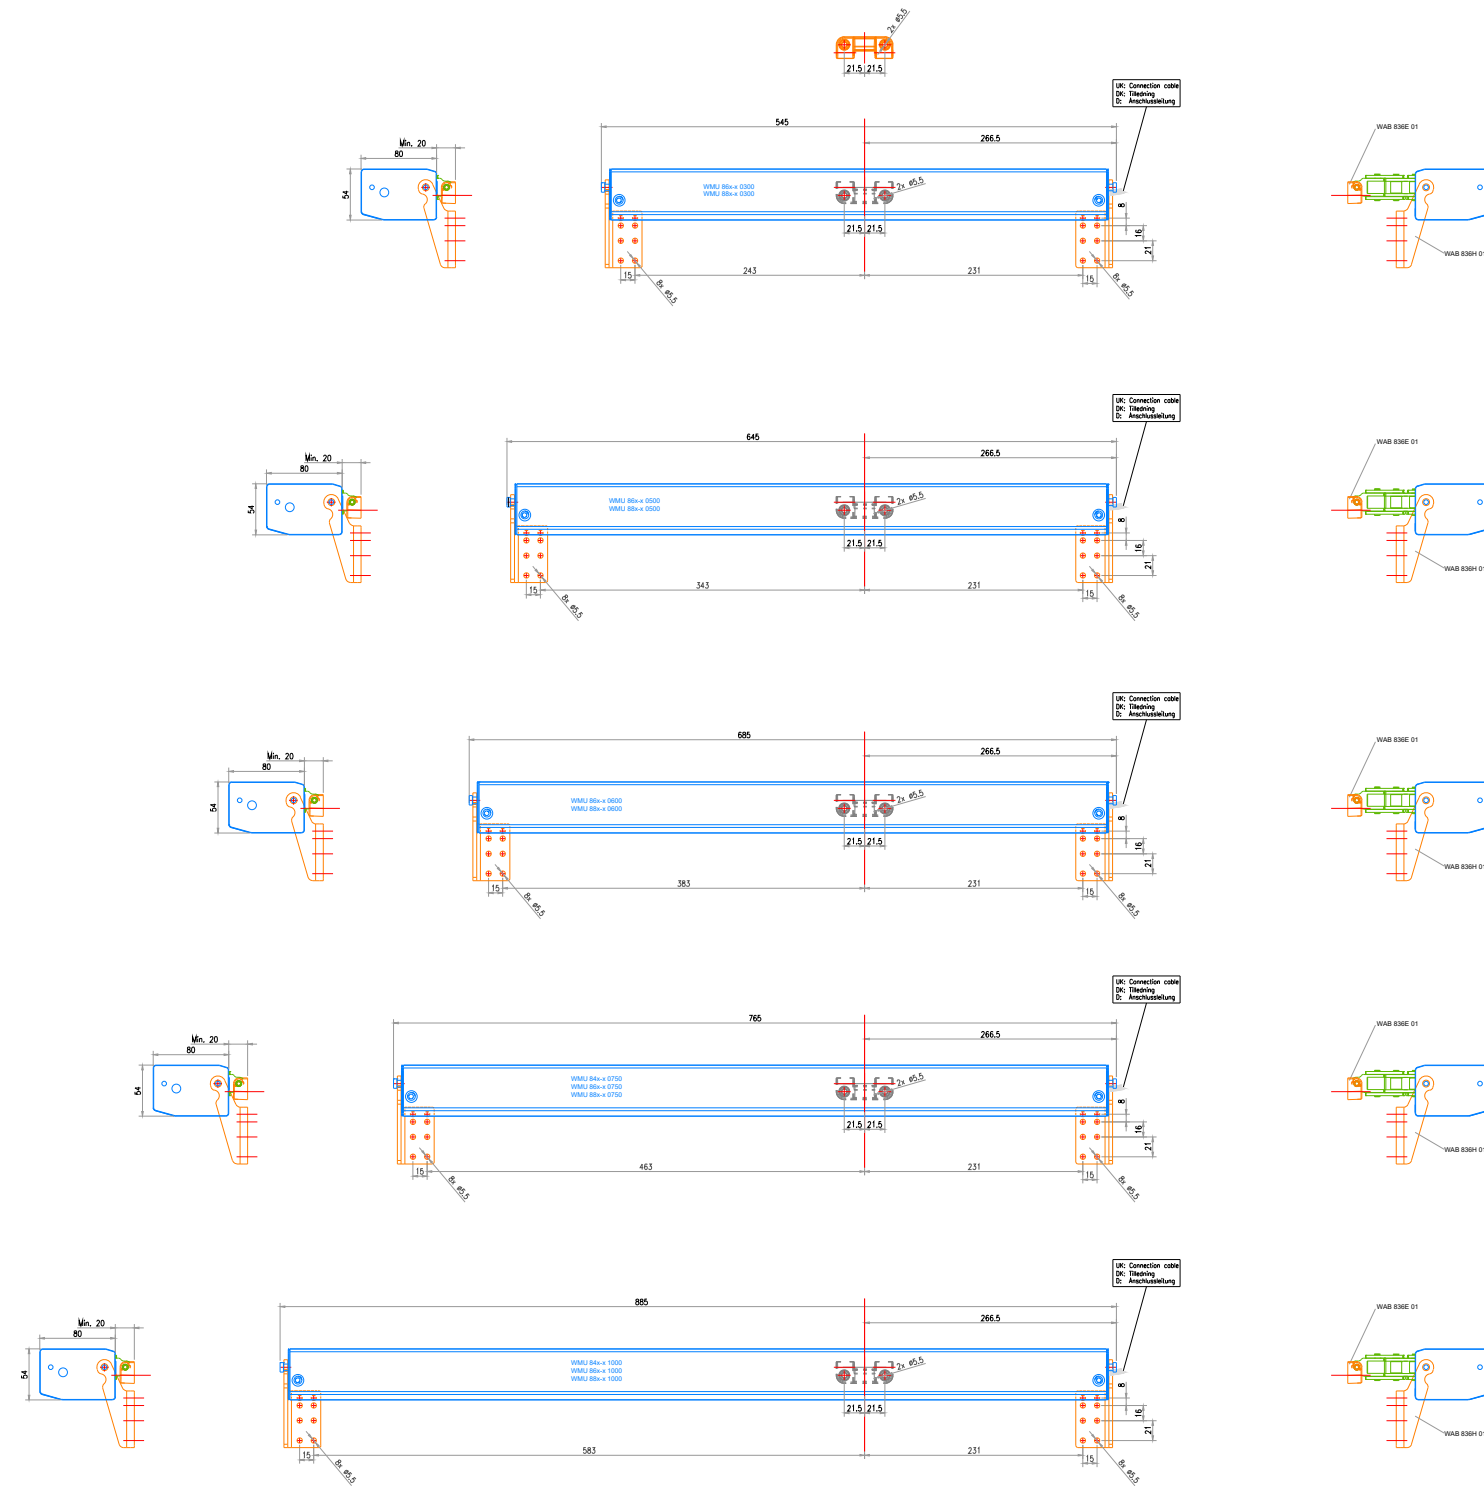 2x ø5.5
21.5 21.5
UK: Connection cable
DK: Tilledning
D: Anschlussleitung
545
266.5
Min. 20
80
54
WMU 86x-x 0300
WMU 88x-x 0300
2x ø5.5
21.5 21.5
8
16
21
243
231
15
15
8x ø5.5
8x ø5.5
WAB 836E 01
WAB 836H 01
UK: Connection cable
DK: Tilledning
D: Anschlussleitung
645
266.5
Min. 20
80
54
WMU 86x-x 0500
WMU 88x-x 0500
2x ø5.5
21.5 21.5
8
16
21
343
231
15
15
8x ø5.5
8x ø5.5
WAB 836E 01
WAB 836H 01
UK: Connection cable
DK: Tilledning
D: Anschlussleitung
685
266.5
Min. 20
80
54
WMU 86x-x 0600
WMU 88x-x 0600
2x ø5.5
21.5 21.5
8
16
21
383
231
15
15
8x ø5.5
8x ø5.5
WAB 836E 01
WAB 836H 01
UK: Connection cable
DK: Tilledning
D: Anschlussleitung
765
266.5
Min. 20
80
54
WMU 84x-x 0750
WMU 86x-x 0750
WMU 88x-x 0750
2x ø5.5
21.5 21.5
8
16
21
463
231
15
15
8x ø5.5
8x ø5.5
WAB 836E 01
WAB 836H 01
UK: Connection cable
DK: Tilledning
D: Anschlussleitung
885
266.5
Min. 20
80
54
WMU 84x-x 1000
WMU 86x-x 1000
WMU 88x-x 1000
2x ø5.5
21.5 21.5
8
16
21
583
231
15
15
8x ø5.5
8x ø5.5
WAB 836E 01
WAB 836H 01